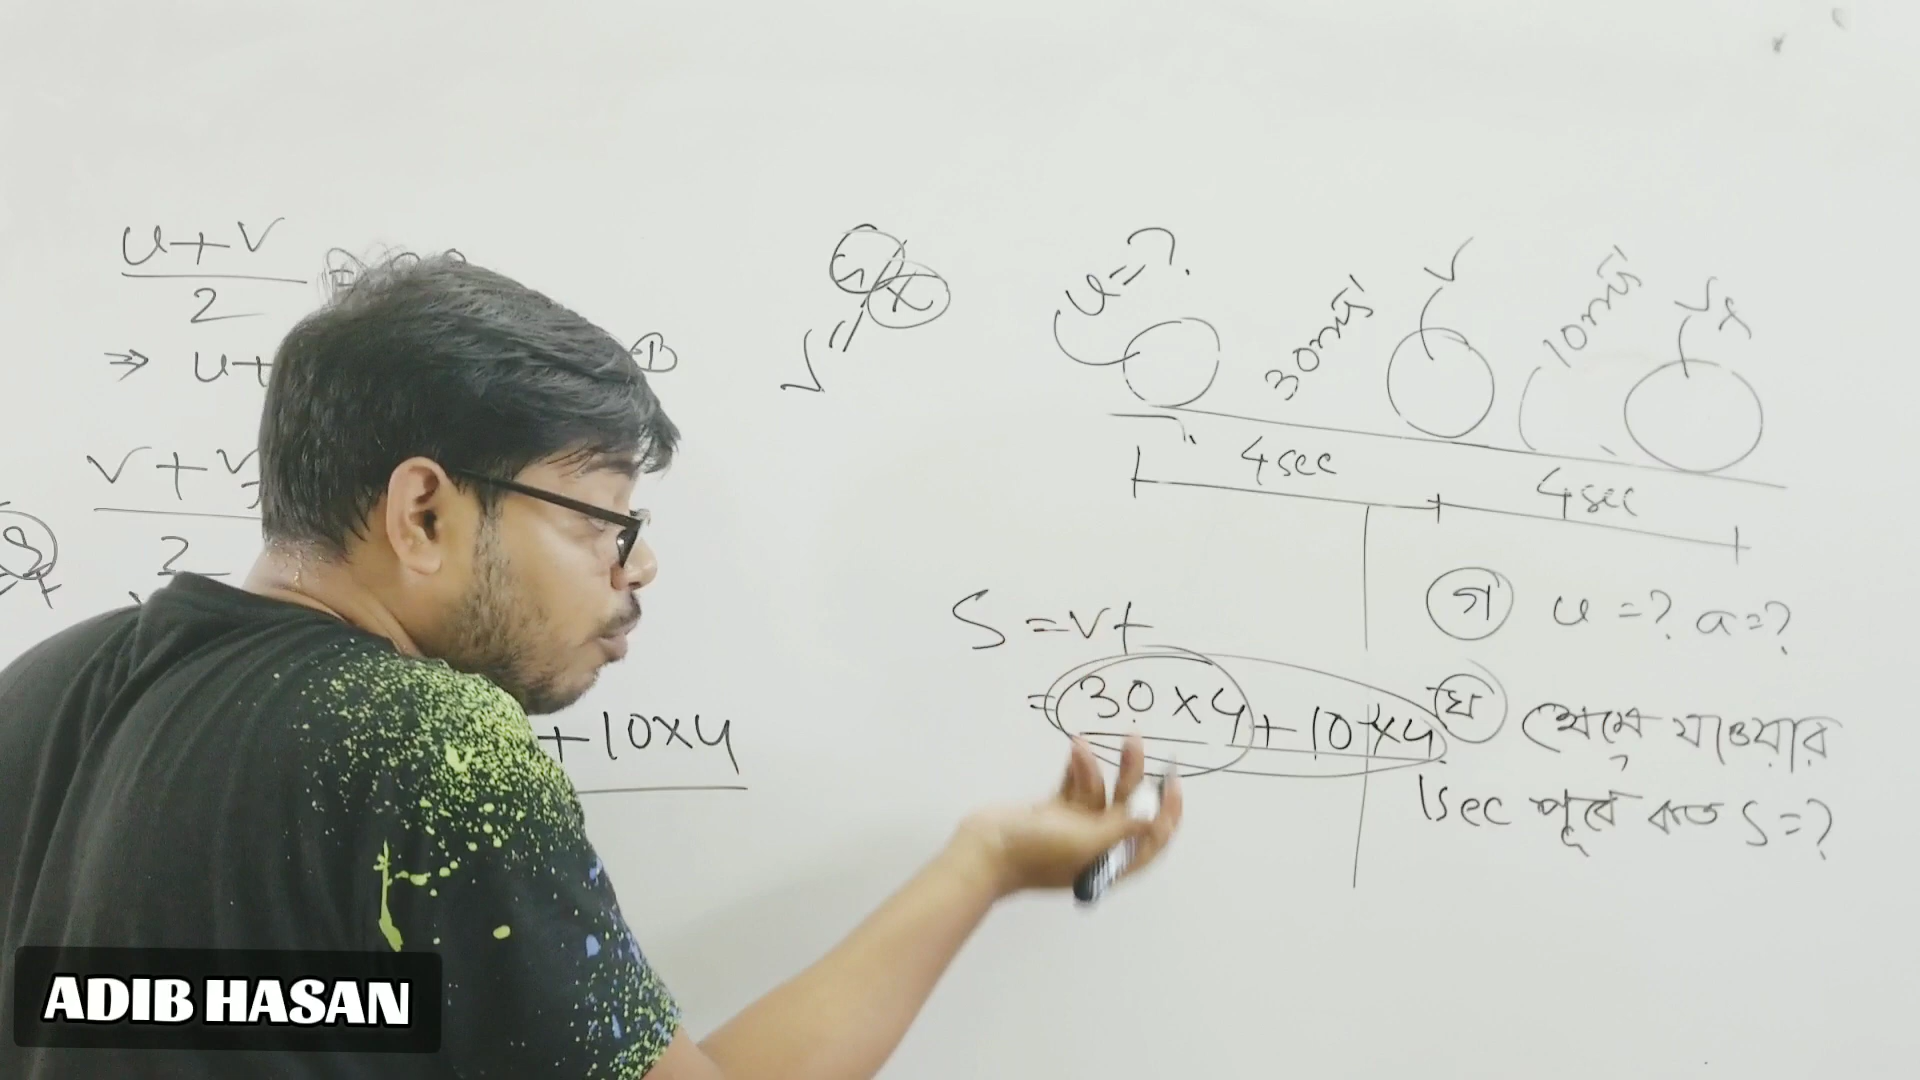 u+v
2
⇒ u+
v+v
2
+10×4
v=
u=?
30ms⁻¹
v
10ms⁻¹
4sec
4sec
S=vt
=30×4+10×4
গ u=? a=?
ঘ থেমে যাওয়ার
1sec পূর্বে কত S=?
ADIB HASAN